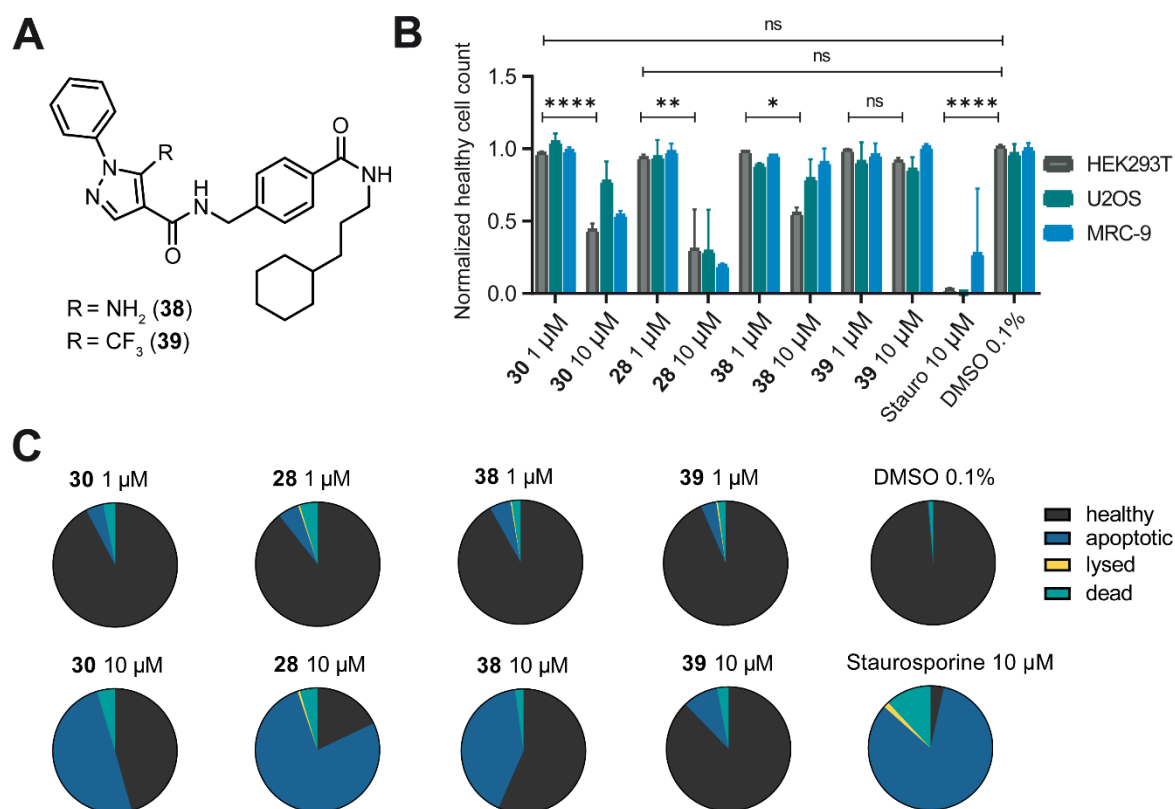 A
R
N
N
O
H
N
O
NH
R = NH₂ (38)
R = CF₃ (39)
B
ns
ns
**** ** * ns ****
Normalized healthy cell count
1.5
1.0
0.5
0.0
30 1 µM
30 10 µM
28 1 µM
28 10 µM
38 1 µM
38 10 µM
39 1 µM
39 10 µM
Stauro 10 µM
DMSO 0.1%
HEK293T
U2OS
MRC-9
C
30 1 µM 28 1 µM 38 1 µM 39 1 µM DMSO 0.1%
healthy
apoptotic
lysed
dead
30 10 µM 28 10 µM 38 10 µM 39 10 µM Staurosporine 10 µM